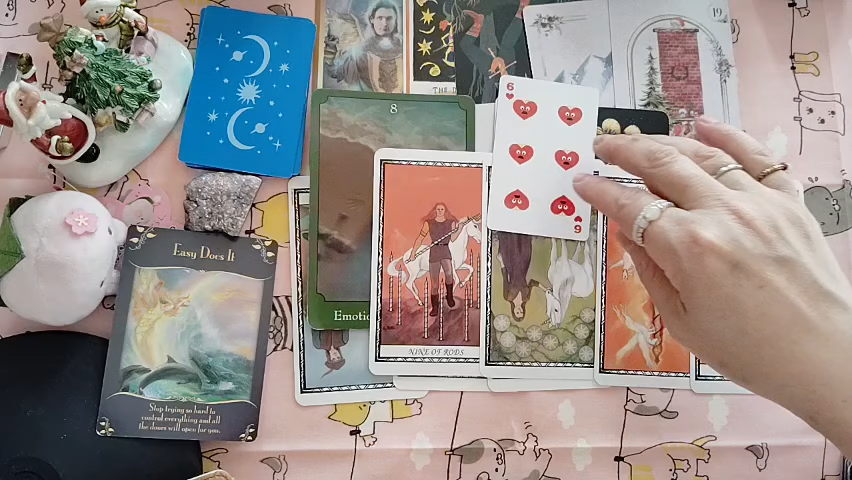 19
THE D
8
6
6
Easy Does It
Emotio
NINE OF RODS
Stop trying so hard to
control everything and all
the doors will open for you.